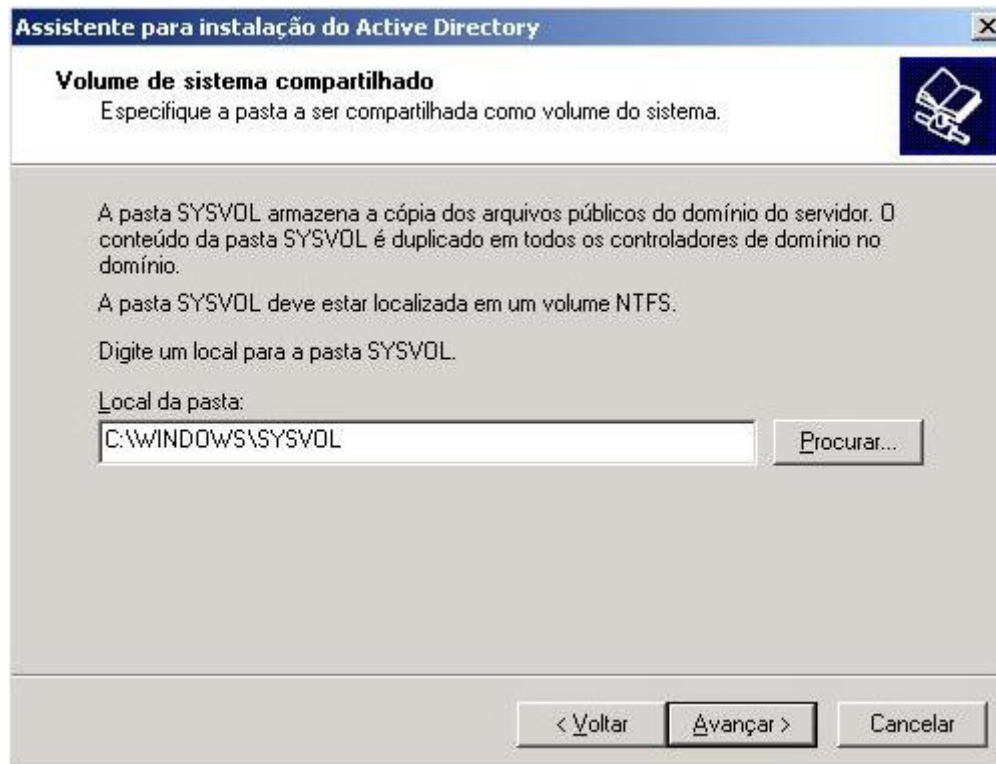 Assistente para instalação do Active Directory
Volume de sistema compartilhado
Especifique a pasta a ser compartilhada como volume do sistema.
A pasta SYSVOL armazena a cópia dos arquivos públicos do domínio do servidor. O
conteúdo da pasta SYSVOL é duplicado em todos os controladores de domínio no
domínio.
A pasta SYSVOL deve estar localizada em um volume NTFS.
Digite um local para a pasta SYSVOL.
Local da pasta:
C:\WINDOWS\SYSVOL
Procurar...
< Voltar
Avançar >
Cancelar